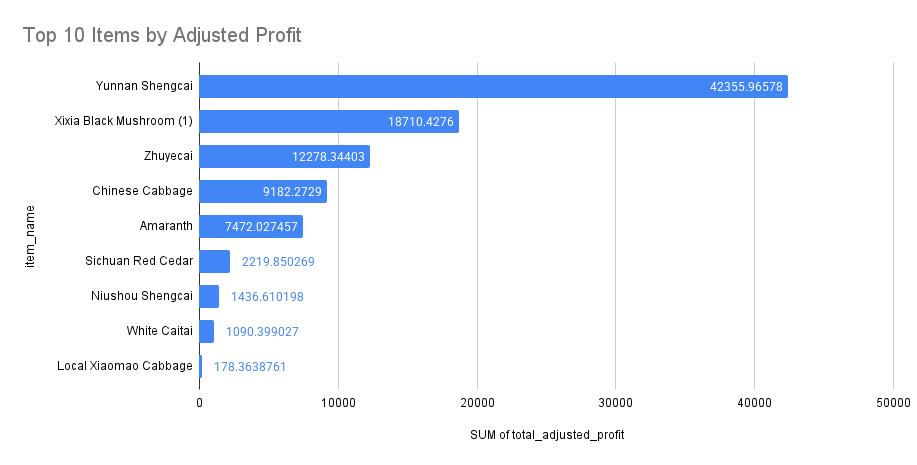 Top 10 Items by Adjusted Profit
item_name
Yunnan Shengcai 42355.96578
Xixia Black Mushroom (1) 18710.4276
Zhuyecai 12278.34403
Chinese Cabbage 9182.2729
Amaranth 7472.027457
Sichuan Red Cedar 2219.850269
Niushou Shengcai 1436.610198
White Caitai 1090.399027
Local Xiaomao Cabbage 178.3638761
0 10000 20000 30000 40000 50000
SUM of total_adjusted_profit